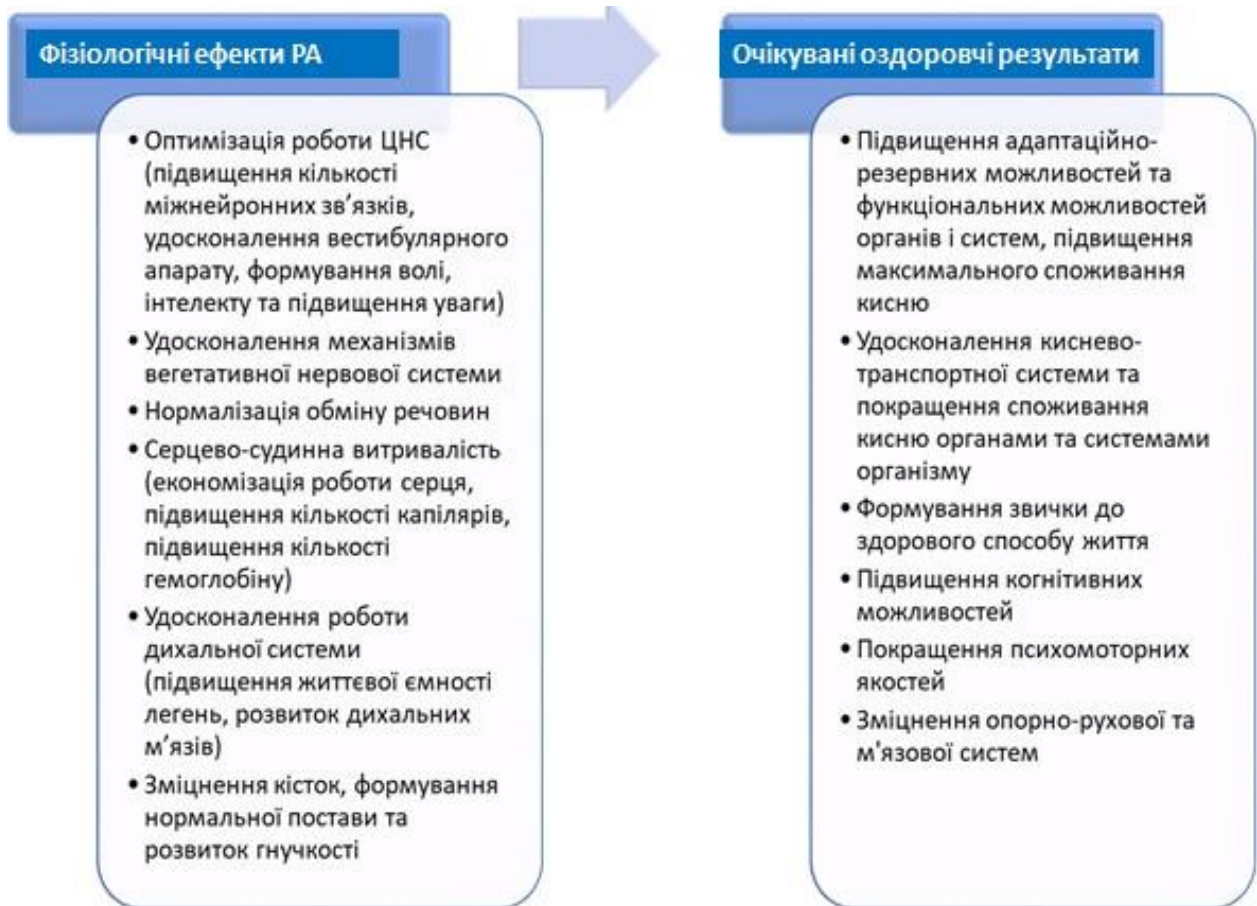 Фізіологічні ефекти РА
• Оптимізація роботи ЦНС
(підвищення кількості
міжнейронних зв’язків,
удосконалення вестибулярного
апарату, формування волі,
інтелекту та підвищення уваги)
• Удосконалення механізмів
вегетативної нервової системи
• Нормалізація обміну речовин
• Серцево-судинна витривалість
(економізація роботи серця,
підвищення кількості капілярів,
підвищення кількості
гемоглобіну)
• Удосконалення роботи
дихальної системи
(підвищення життєвої ємності
легень, розвиток дихальних
м’язів)
• Зміцнення кісток, формування
нормальної постави та
розвиток гнучкості
Очікувані оздоровчі результати
• Підвищення адаптаційно-
резервних можливостей та
функціональних можливостей
органів і систем, підвищення
максимального споживання
кисню
• Удосконалення киснево-
транспортної системи та
покращення споживання
кисню органами та системами
організму
• Формування звички до
здорового способу життя
• Підвищення когнітивних
можливостей
• Покращення психомоторних
якостей
• Зміцнення опорно-рухової та
м'язової систем